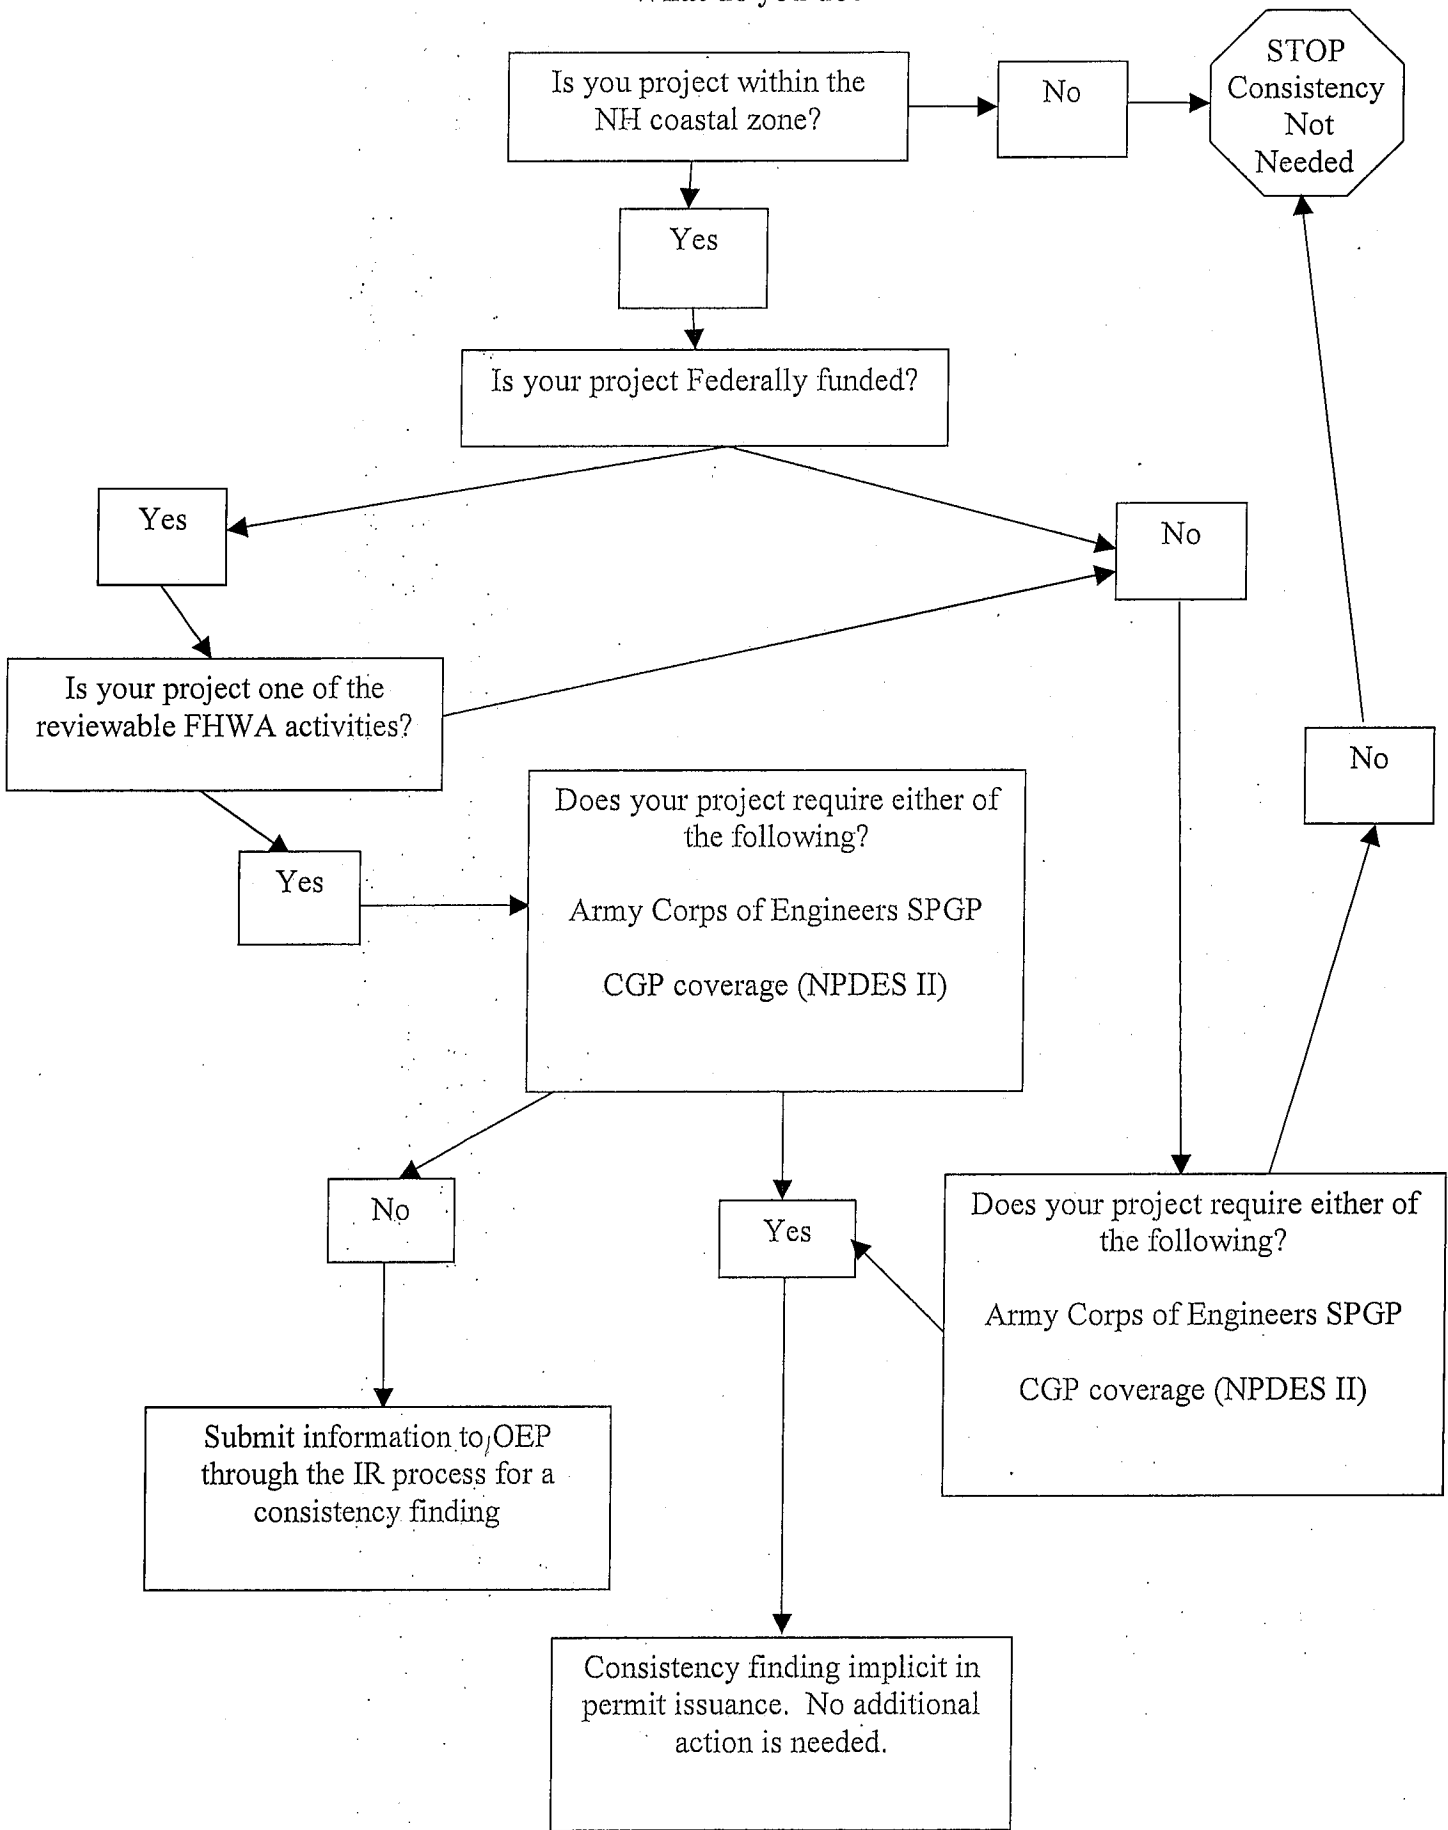 Is you project within the
NH coastal zone?
No
STOP
Consistency
Not
Needed
Yes
Is your project Federally funded?
Yes
No
Is your project one of the
reviewable FHWA activities?
No
Yes
Does your project require either of
the following?
Army Corps of Engineers SPGP
CGP coverage (NPDES II)
No
Yes
Does your project require either of
the following?
Army Corps of Engineers SPGP
CGP coverage (NPDES II)
Submit information to OEP
through the IR process for a
consistency finding
Consistency finding implicit in
permit issuance. No additional
action is needed.